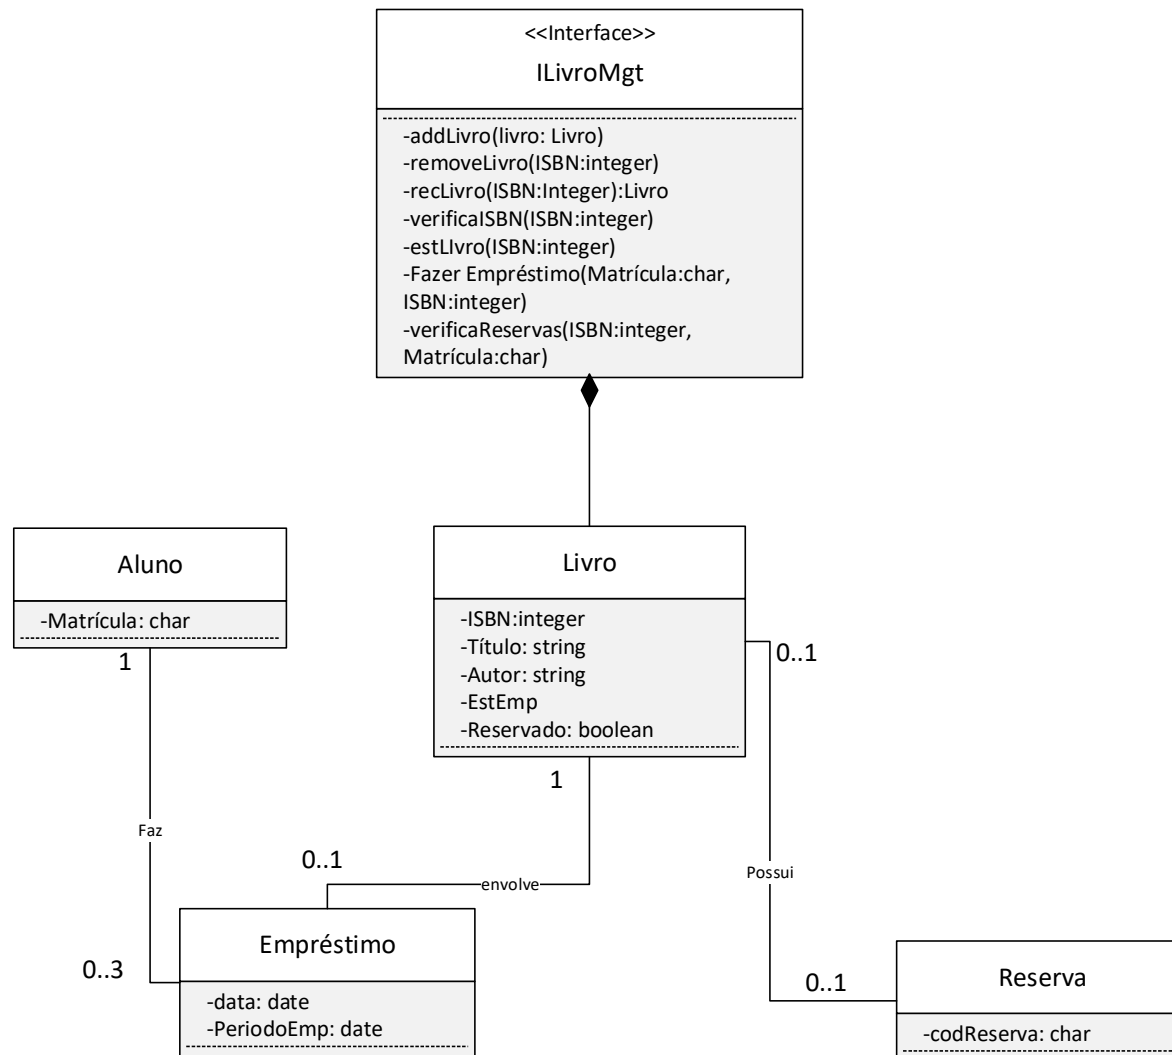 <<Interface>>
ILivroMgt
-addLivro(livro: Livro)
-removeLivro(ISBN:integer)
-recLivro(ISBN:Integer):Livro
-verificaISBN(ISBN:integer)
-estLIvro(ISBN:integer)
-Fazer Empréstimo(Matrícula:char,
ISBN:integer)
-verificaReservas(ISBN:integer,
Matrícula:char)
Aluno
-Matrícula: char
1
Livro
-ISBN:integer
-Título: string
-Autor: string
-EstEmp
-Reservado: boolean
0..1
1
Faz
0..1
envolve
Possui
0..3
Empréstimo
-data: date
-PeriodoEmp: date
0..1
Reserva
-codReserva: char